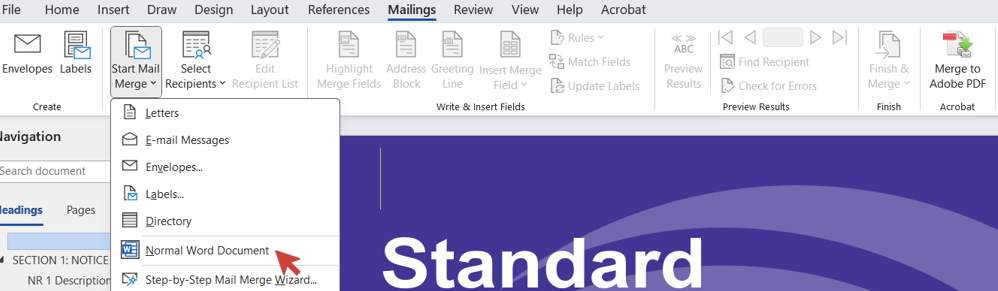 File Home Insert Draw Design Layout References Mailings Review View Help Acrobat
Envelopes Labels
Create
Start Mail
Merge
Select
Recipients
Edit
Recipient List
Highlight
Merge Fields
Address
Block
Greeting
Line
Insert Merge
Field
Rules
Match Fields
Update Labels
Write & Insert Fields
ABC
Preview
Results
Find Recipient
Check for Errors
Preview Results
Finish &
Merge
Finish
Merge to
Adobe PDF
Acrobat
Letters
E-mail Messages
Envelopes...
Labels...
Directory
Normal Word Document
Step-by-Step Mail Merge Wizard...
Navigation
Search document
Headings Pages
SECTION 1: NOTICE
NR 1 Description
Standard